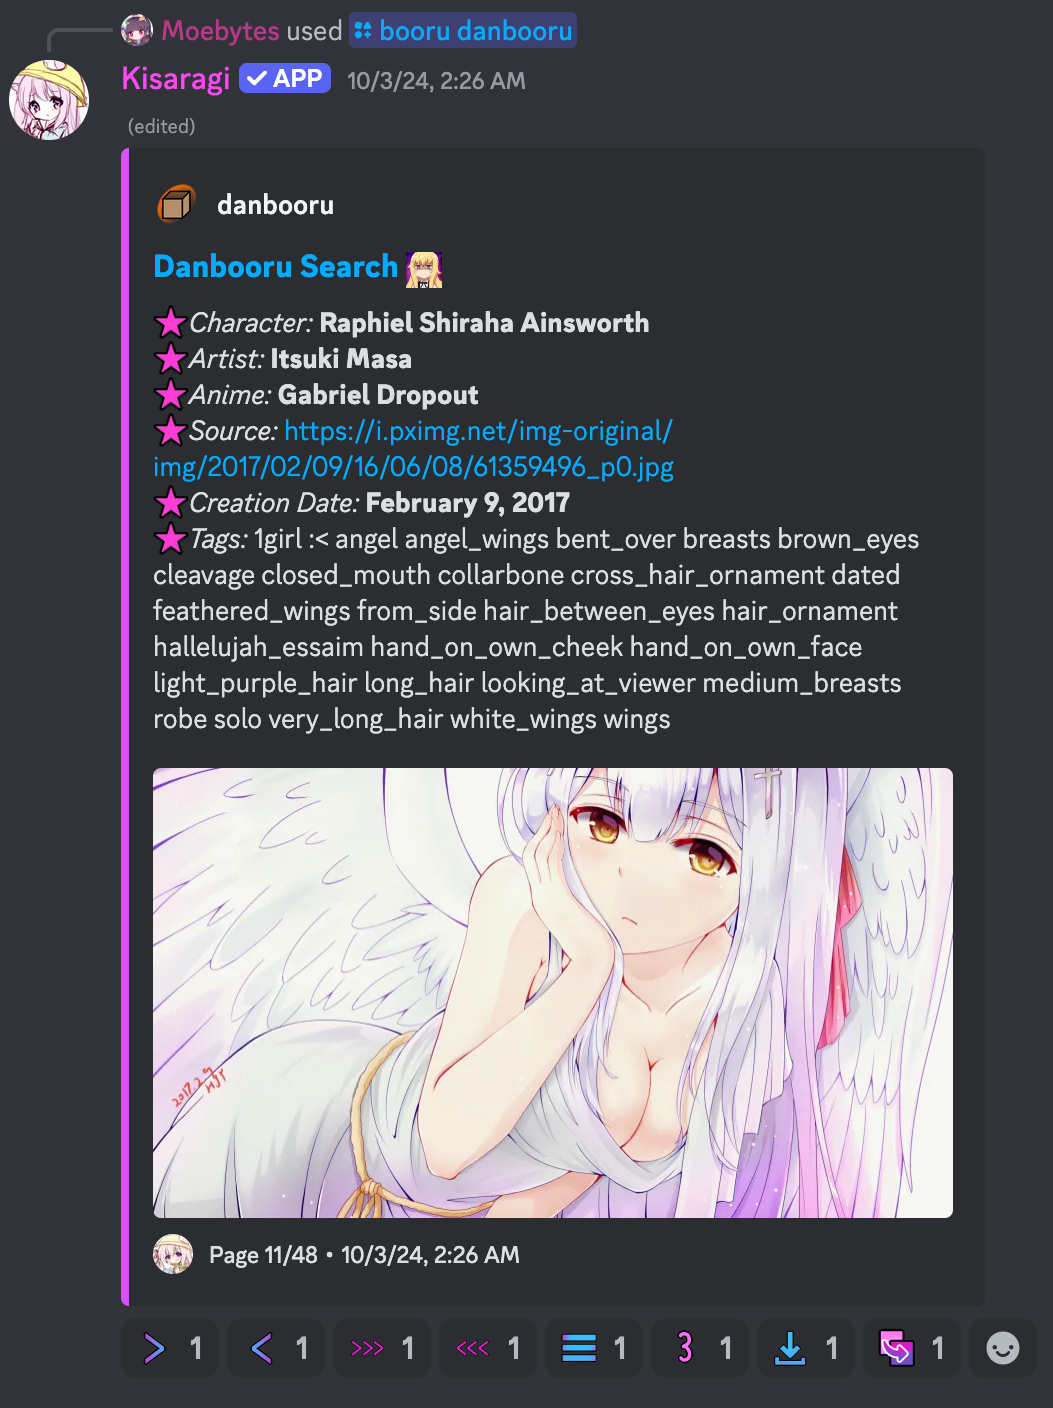 Moebytes used booru danbooru
Kisaragi APP 10/3/24, 2:26 AM
(edited)
danbooru
Danbooru Search
Character: Raphiel Shiraha Ainsworth
Artist: Itsuki Masa
Anime: Gabriel Dropout
Source: https://i.pximg.net/img-original/
img/2017/02/09/16/06/08/61359496_p0.jpg
Creation Date: February 9, 2017
Tags: 1girl :< angel angel_wings bent_over breasts brown_eyes
cleavage closed_mouth collarbone cross_hair_ornament dated
feathered_wings from_side hair_between_eyes hair_ornament
hallelujah_essaim hand_on_own_cheek hand_on_own_face
light_purple_hair long_hair looking_at_viewer medium_breasts
robe solo very_long_hair white_wings wings
2017.2.9
Page 11/48 • 10/3/24, 2:26 AM
1 1 1 1 1 3 1 1 1